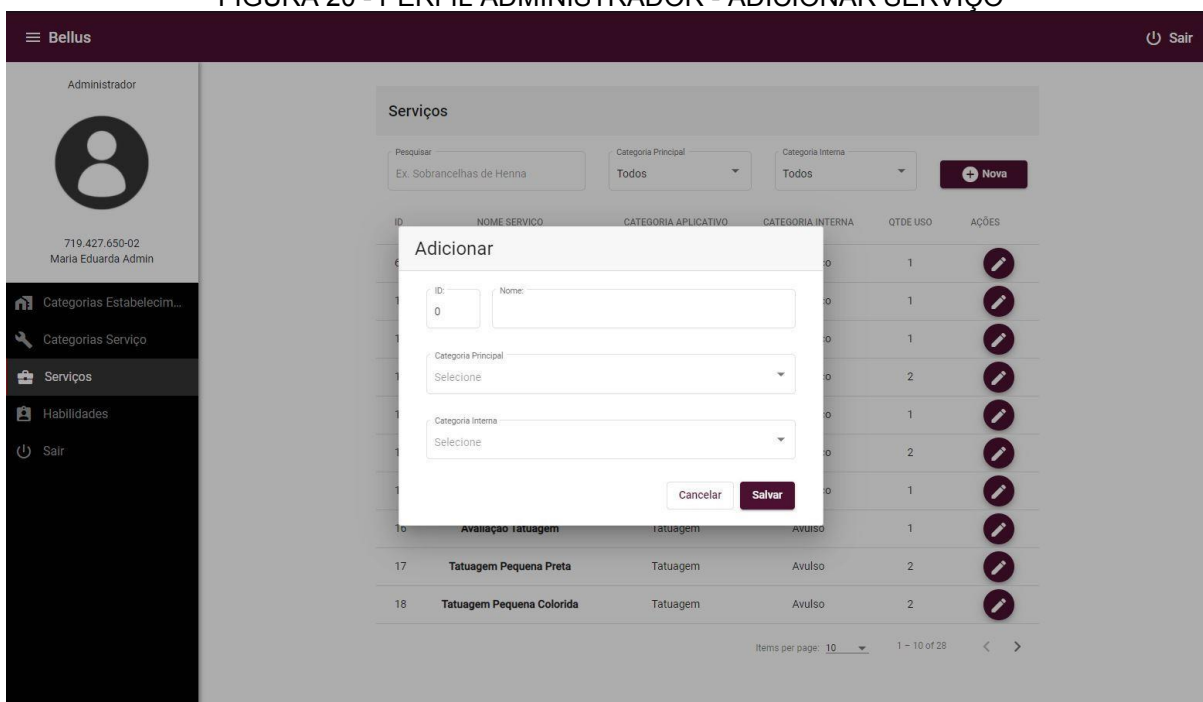 FIGURA 20 - PERFIL ADMINISTRADOR - ADICIONAR SERVIÇO
Bellus
Sair
Administrador
719.427.650-02
Maria Eduarda Admin
Categorias Estabelecim...
Categorias Serviço
Serviços
Habilidades
Sair
Serviços
Pesquisar
Ex. Sobrancelhas de Henna
Categoria Principal
Todos
Categoria Interna
Todos
Nova
ID NOME SERVICO CATEGORIA APLICATIVO CATEGORIA INTERNA QTDE USO AÇÕES
1
1
1
2
1
2
1
16 Avaliação Tatuagem Tatuagem Avulso 1
17 Tatuagem Pequena Preta Tatuagem Avulso 2
18 Tatuagem Pequena Colorida Tatuagem Avulso 2
Items per page: 10 1 – 10 of 28
Adicionar
ID:
0
Nome:
Categoria Principal
Selecione
Categoria Interna
Selecione
Cancelar Salvar